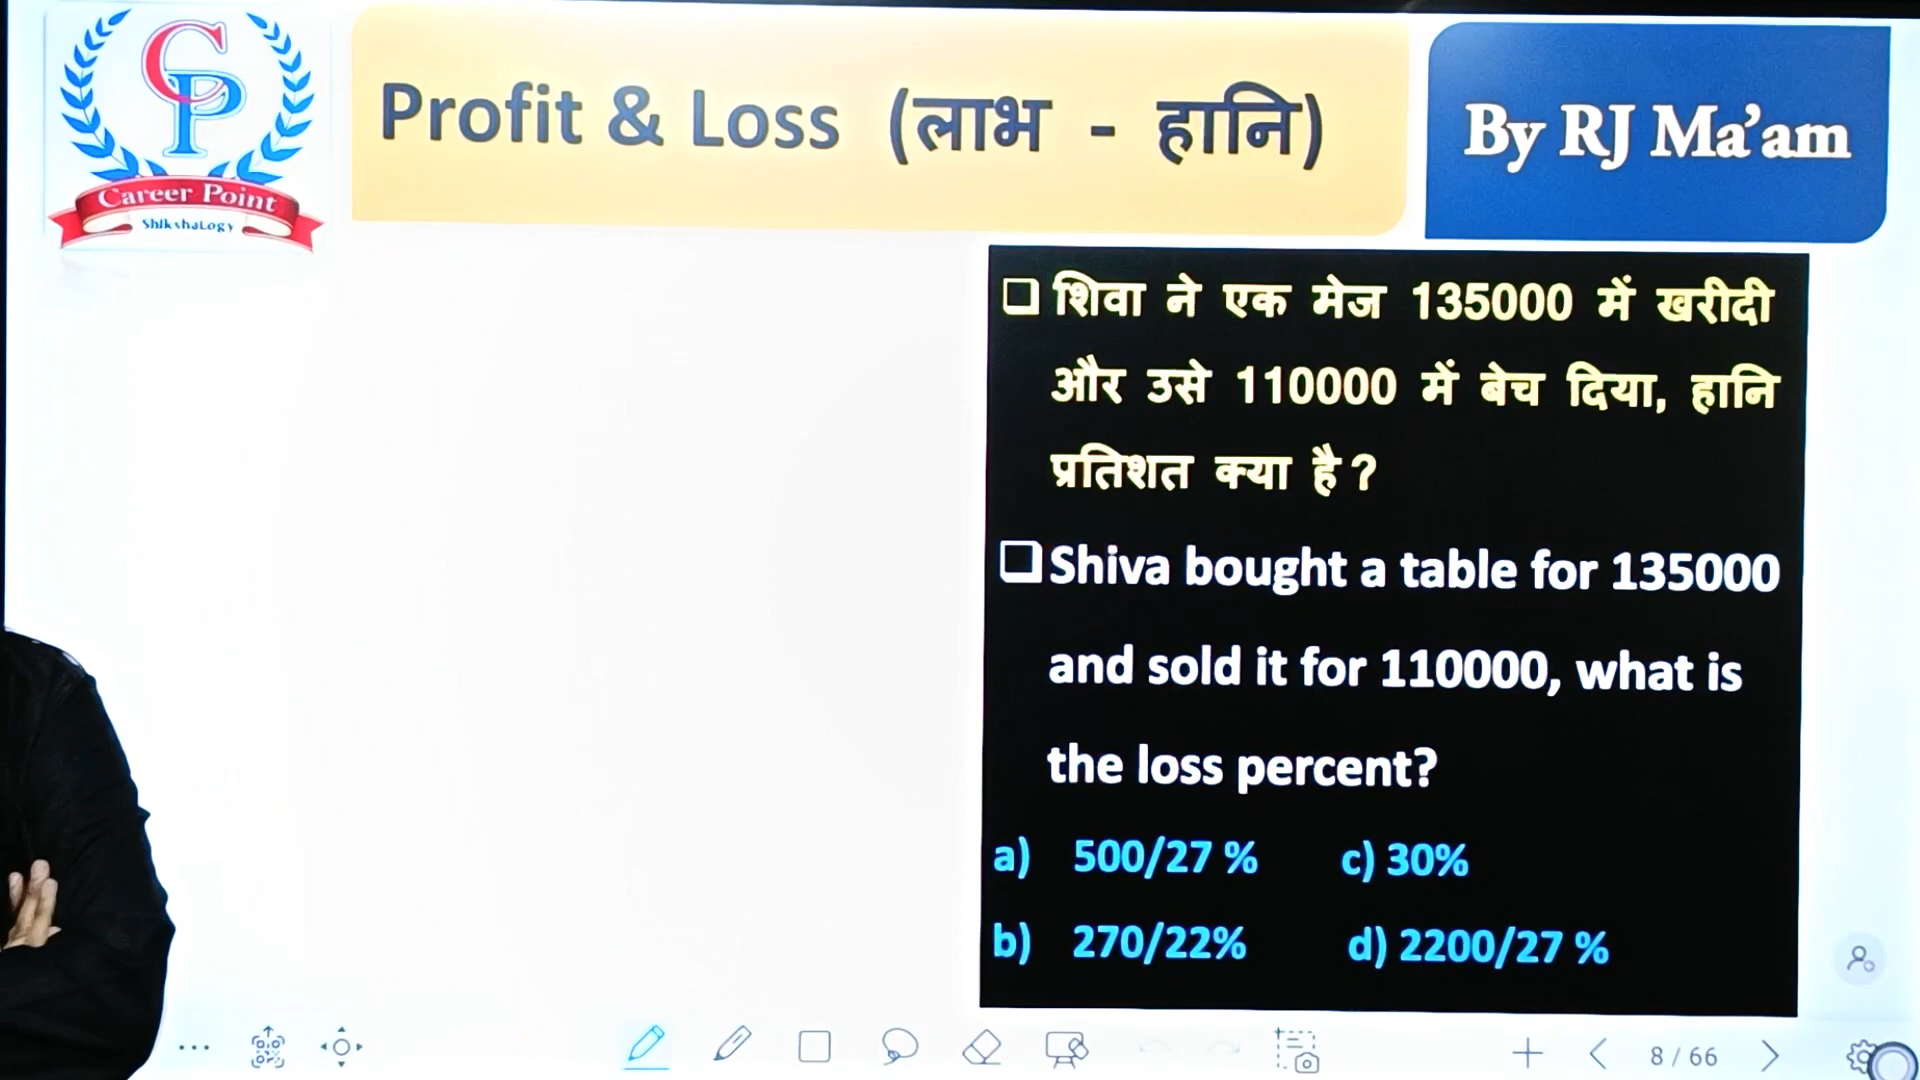 CP
Career Point
ShikshaLogy
Profit & Loss (लाभ - हानि)
By RJ Ma'am
❑ शिवा ने एक मेज 135000 में खरीदी
और उसे 110000 में बेच दिया, हानि
प्रतिशत क्या है ?
❑ Shiva bought a table for 135000
and sold it for 110000, what is
the loss percent?
a) 500/27 % c) 30%
b) 270/22% d) 2200/27 %
8 / 66